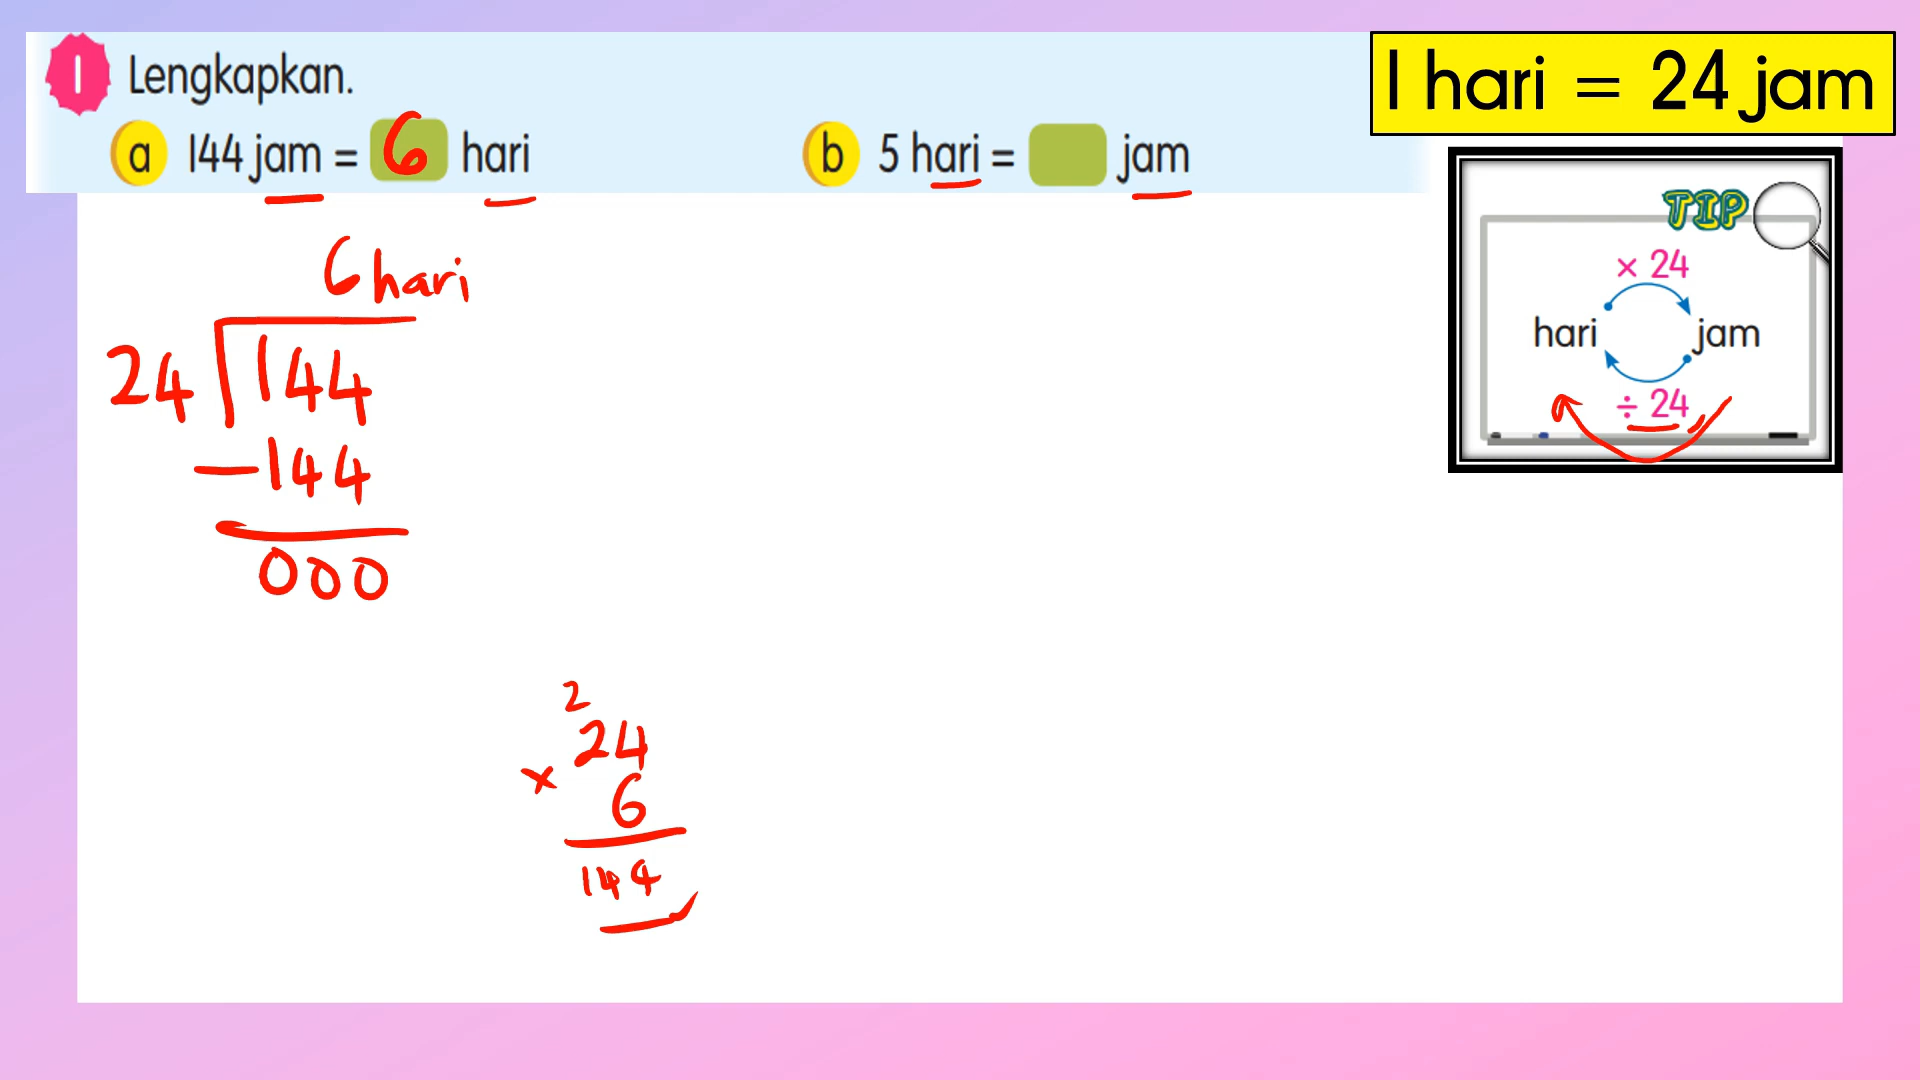 1 Lengkapkan.
1 hari = 24 jam
a 144 jam = 6 hari
b 5 hari = jam
TIP
× 24
hari jam
÷ 24
6 hari
24 144
- 144
000
2
24
× 6
144